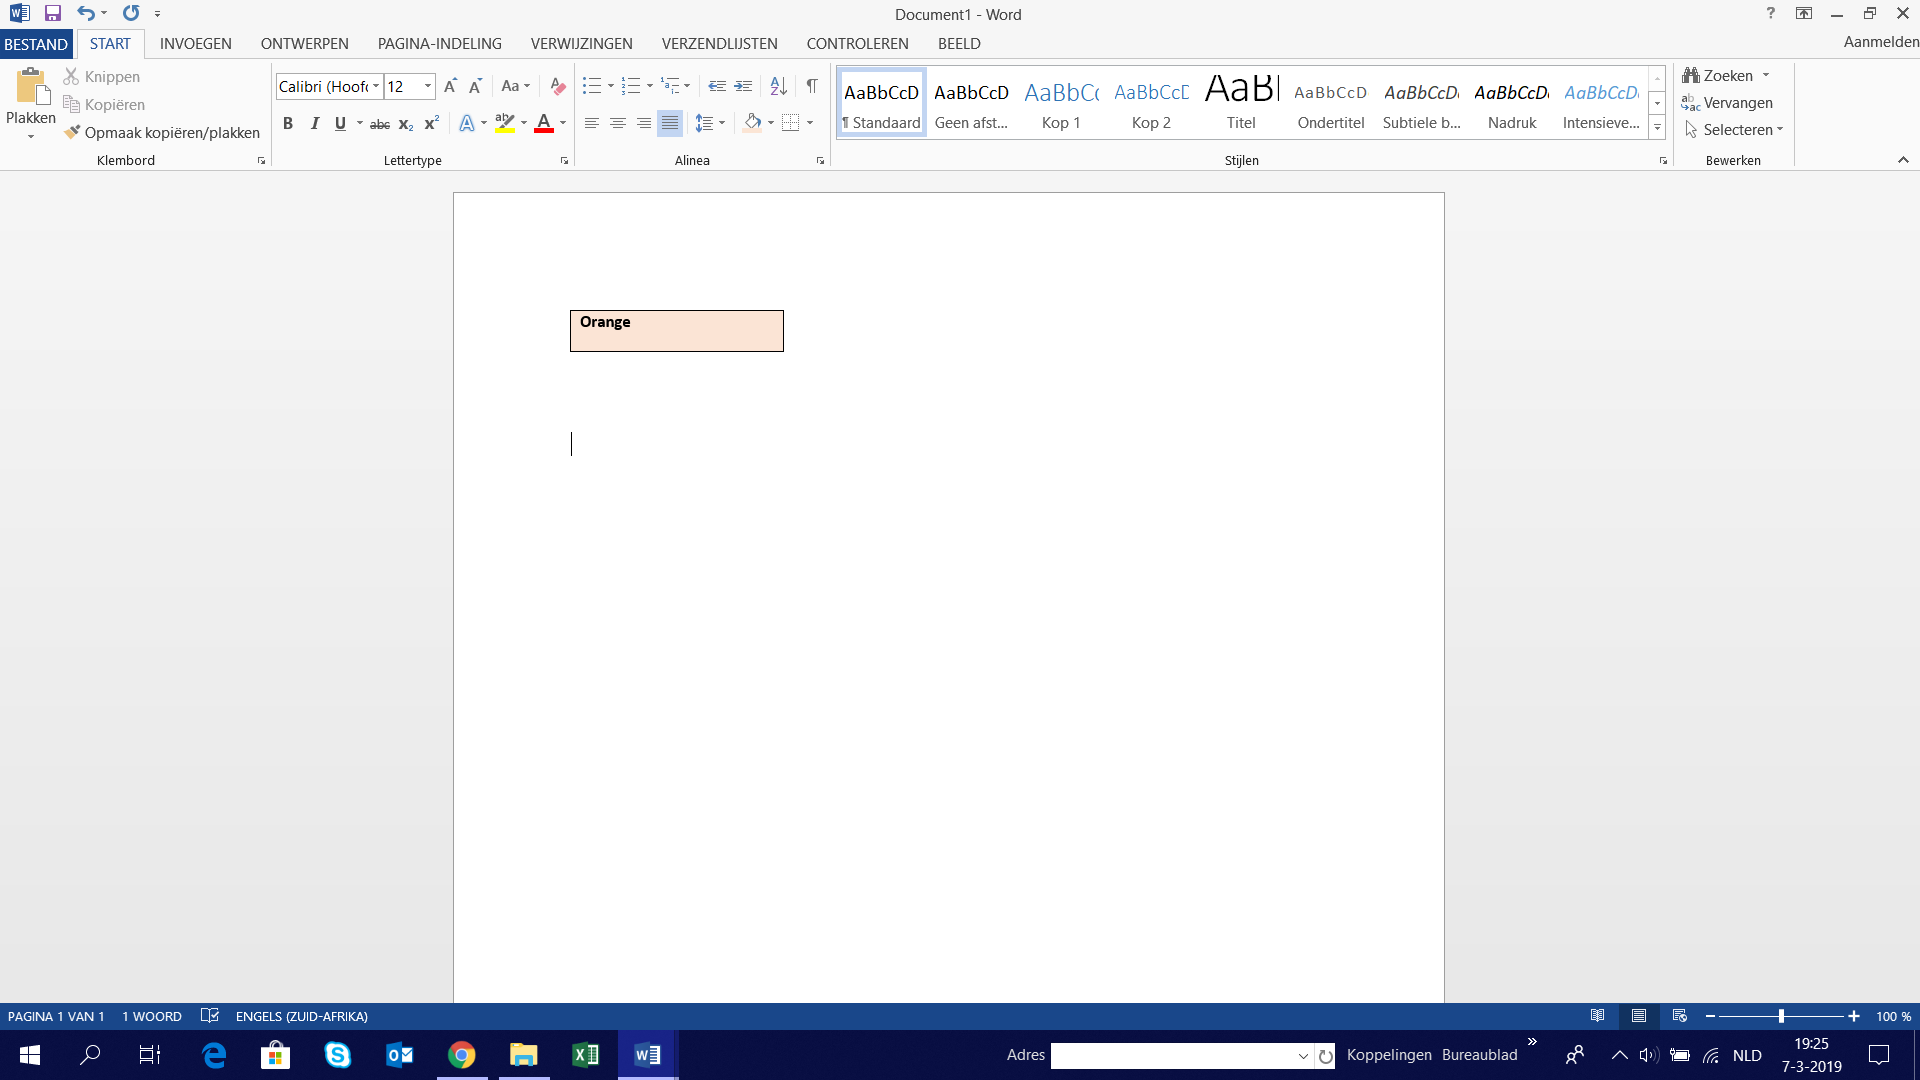 Document1 - Word
BESTAND START INVOEGEN ONTWERPEN PAGINA-INDELING VERWIJZINGEN VERZENDLIJSTEN CONTROLEREN BEELD Aanmelden
Plakken
Knippen
Kopiëren
Opmaak kopiëren/plakken
Klembord
Calibri (Hoofd 12
Lettertype
Alinea
AaBbCcD AaBbCcD AaBbCc AaBbCcD AaBl AaBbCcD AaBbCcD AaBbCcD AaBbCcD
¶ Standaard Geen afst... Kop 1 Kop 2 Titel Ondertitel Subtiele b... Nadruk Intensieve...
Stijlen
Zoeken
Vervangen
Selecteren
Bewerken
Orange
PAGINA 1 VAN 1 1 WOORD ENGELS (ZUID-AFRIKA) 100 %
Adres Koppelingen Bureaublad » NLD 19:25
7-3-2019